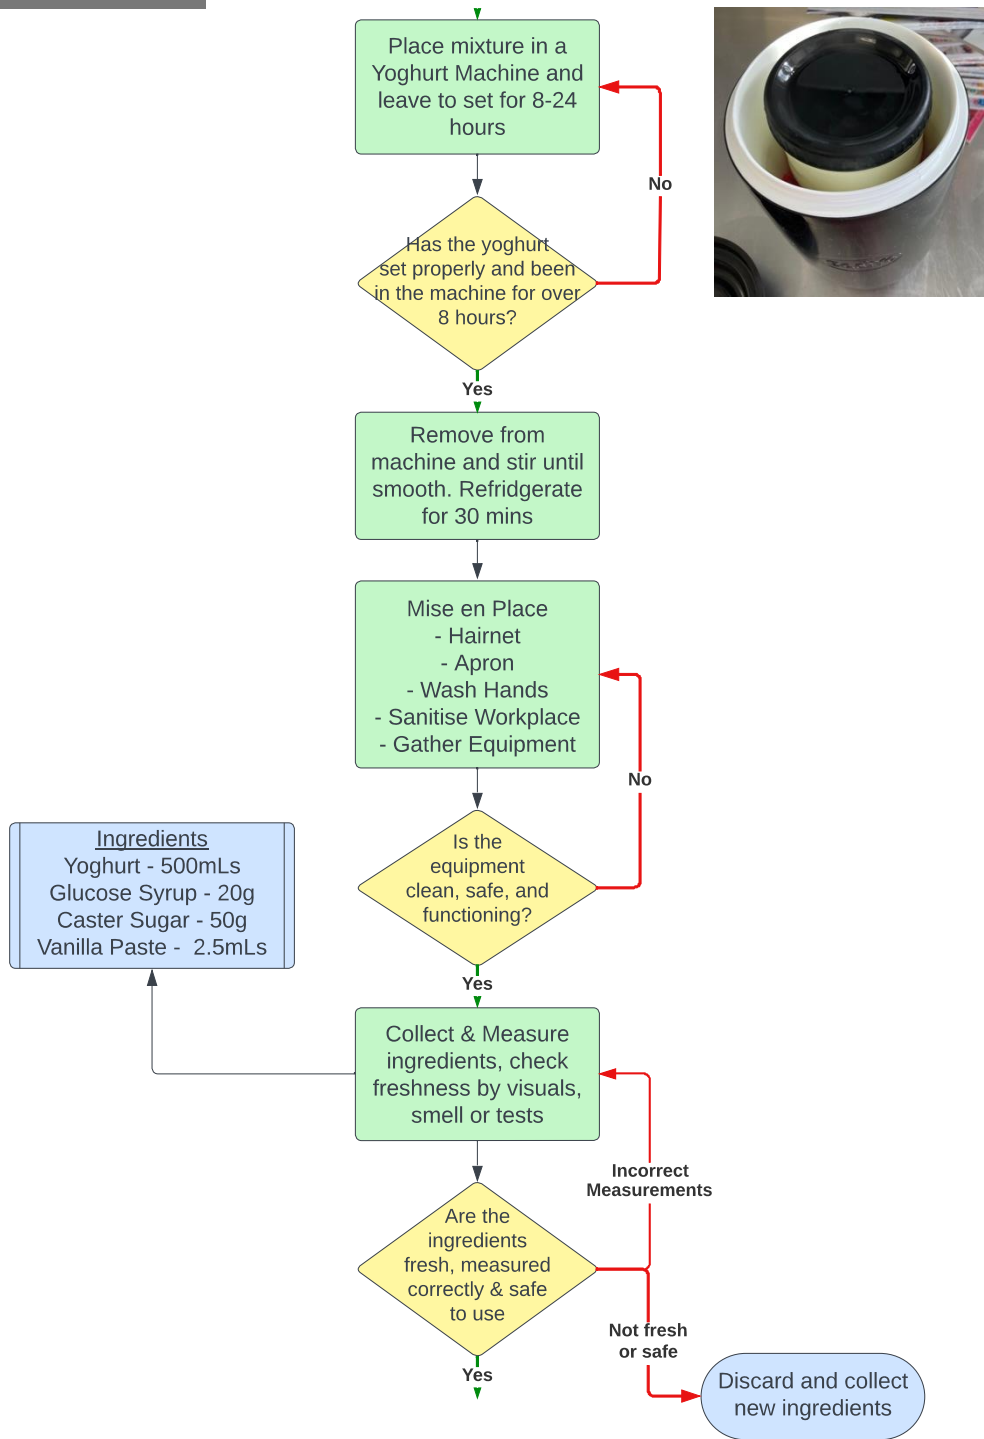 Place mixture in a
Yoghurt Machine and
leave to set for 8-24
hours
No
Has the yoghurt
set properly and been
in the machine for over
8 hours?
Yes
Remove from
machine and stir until
smooth. Refridgerate
for 30 mins
Mise en Place
- Hairnet
- Apron
- Wash Hands
- Sanitise Workplace
- Gather Equipment
No
Is the
equipment
clean, safe, and
functioning?
Yes
Ingredients
Yoghurt - 500mLs
Glucose Syrup - 20g
Caster Sugar - 50g
Vanilla Paste -  2.5mLs
Collect & Measure
ingredients, check
freshness by visuals,
smell or tests
Incorrect
Measurements
Are the
ingredients
fresh, measured
correctly & safe
to use
Not fresh
or safe
Yes
Discard and collect
new ingredients